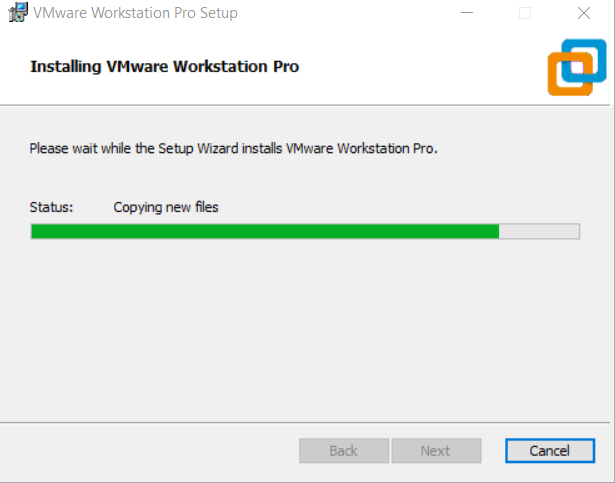 VMware Workstation Pro Setup
Installing VMware Workstation Pro
Please wait while the Setup Wizard installs VMware Workstation Pro.
Status: Copying new files
Back Next Cancel